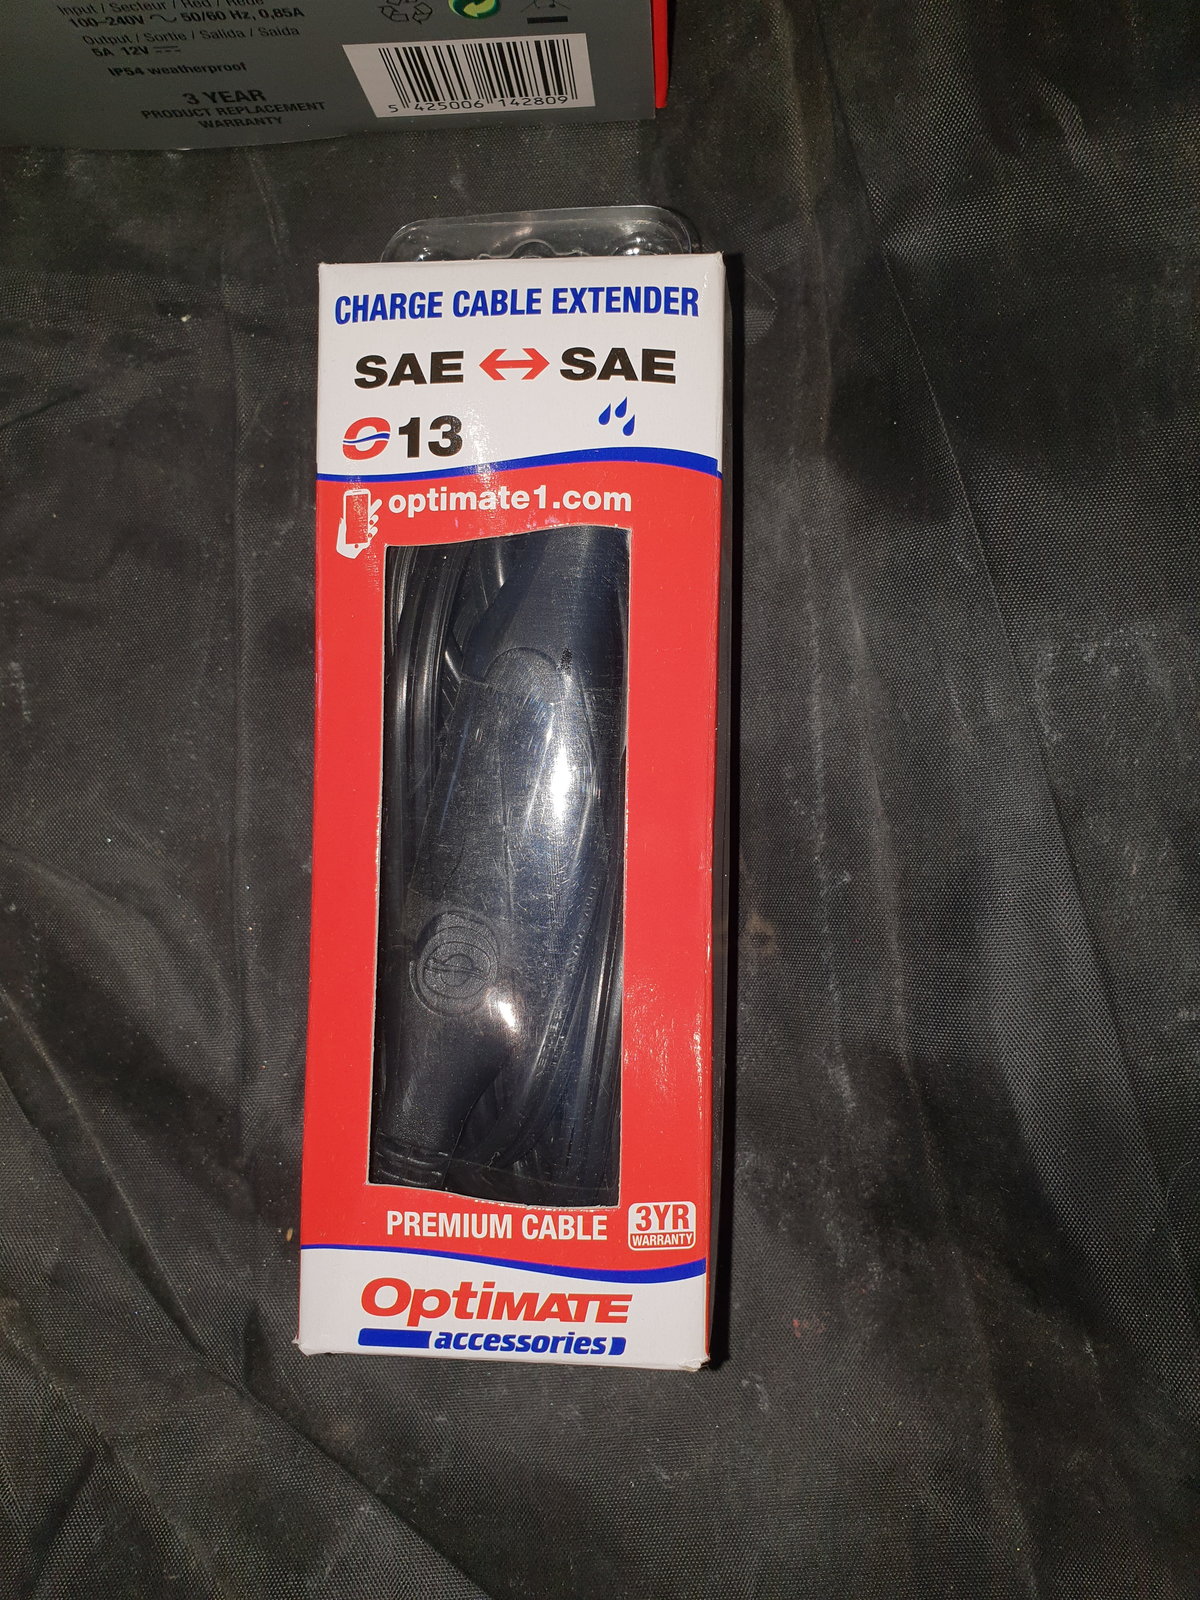 Input / Secteur / Red / Rede
100-240V ~ 50/60 Hz, 0,85A
Output / Sortie / Salida / Saída
5A 12V
IP54 weatherproof
3 YEAR
PRODUCT REPLACEMENT
WARRANTY
5 425006 142809
CHARGE CABLE EXTENDER
SAE ↔ SAE
O13
optimate1.com
PREMIUM CABLE
3YR
WARRANTY
OptiMATE
accessories